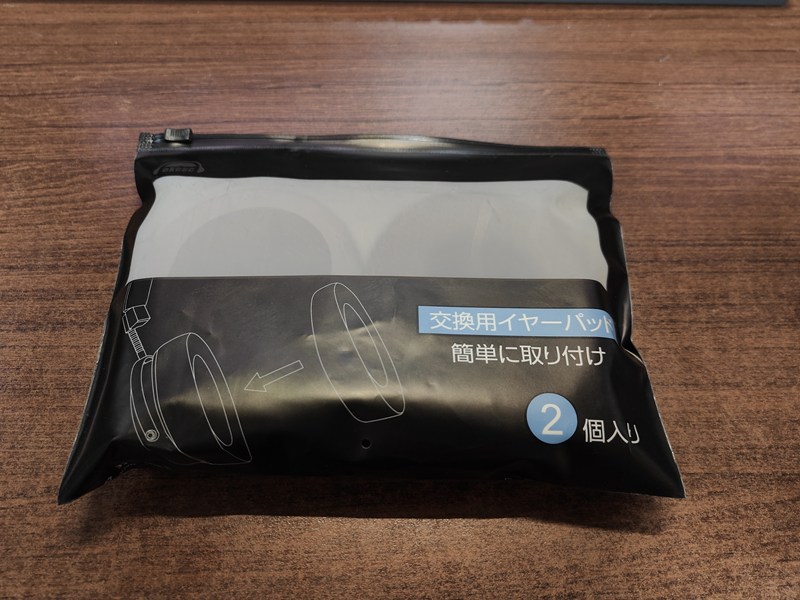 交換用イヤーパッド
簡単に取り付け
2 個入り